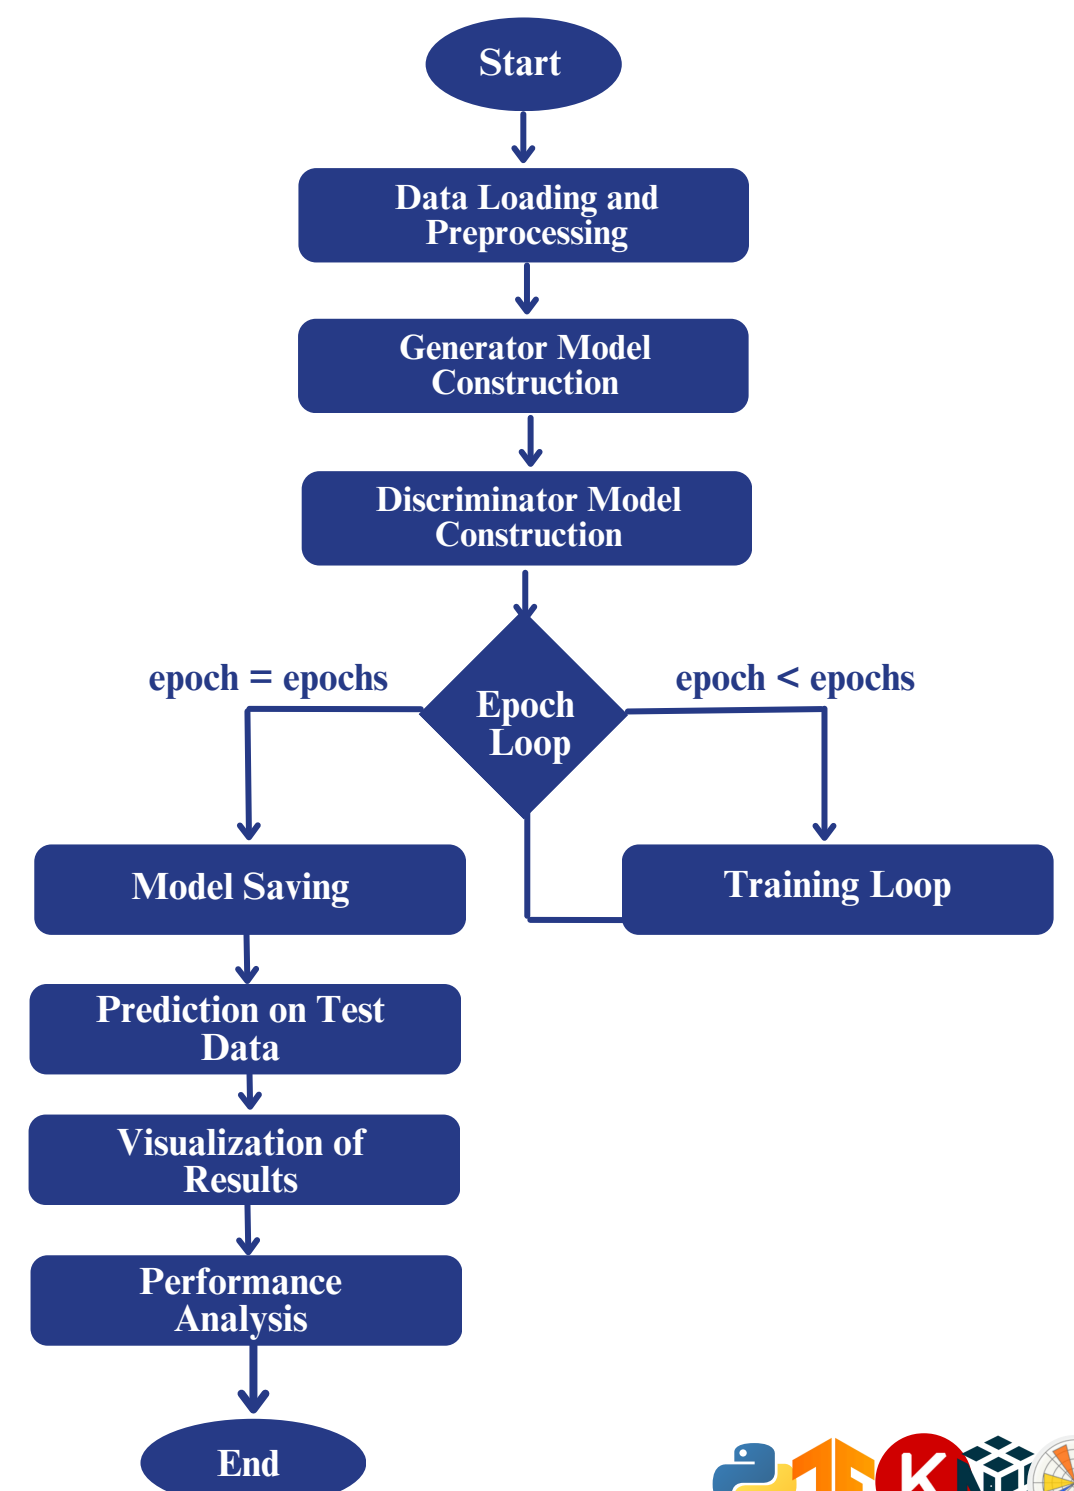 Start
Data Loading and
Preprocessing
Generator Model
Construction
Discriminator Model
Construction
epoch = epochs
epoch < epochs
Epoch
Loop
Model Saving
Training Loop
Prediction on Test
Data
Visualization of
Results
Performance
Analysis
End
K